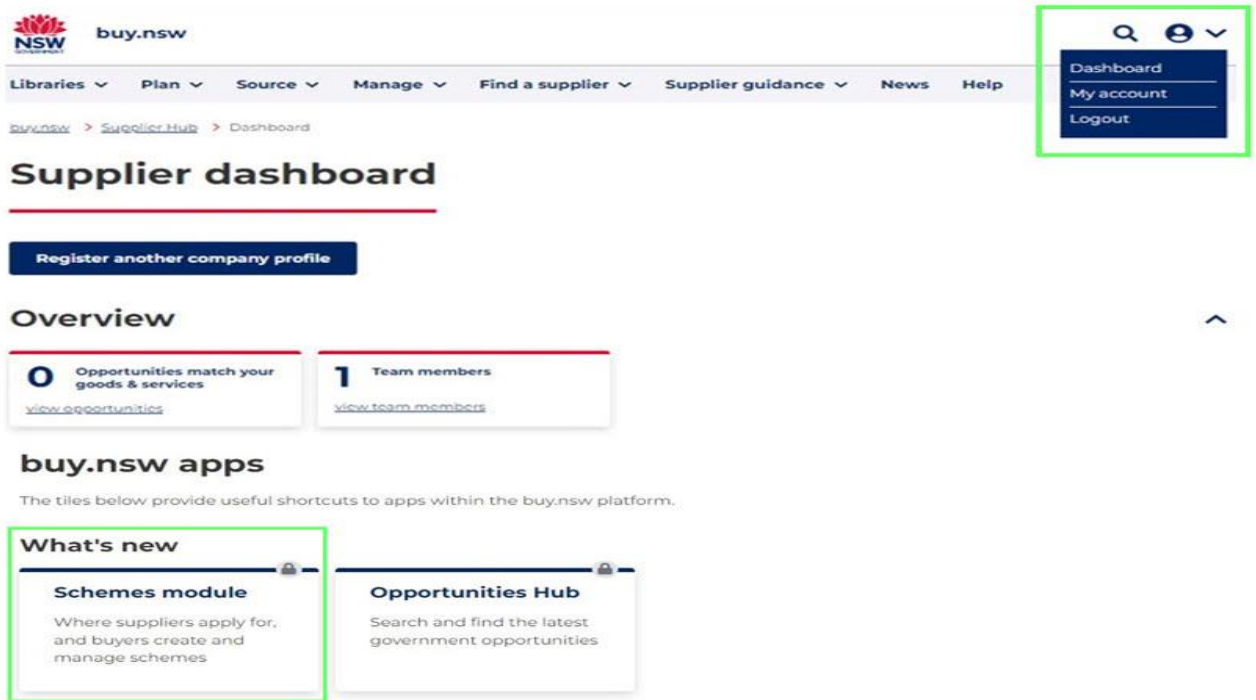 buy.nsw
NSW
GOVERNMENT
Dashboard
My account
Logout
Libraries Plan Source Manage Find a supplier Supplier guidance News Help
buy.nsw > Supplier Hub > Dashboard
Supplier dashboard
Register another company profile
Overview
0 Opportunities match your
goods & services
view opportunities
1 Team members
view team members
buy.nsw apps
The tiles below provide useful shortcuts to apps within the buy.nsw platform.
What's new
Schemes module
Where suppliers apply for,
and buyers create and
manage schemes
Opportunities Hub
Search and find the latest
government opportunities